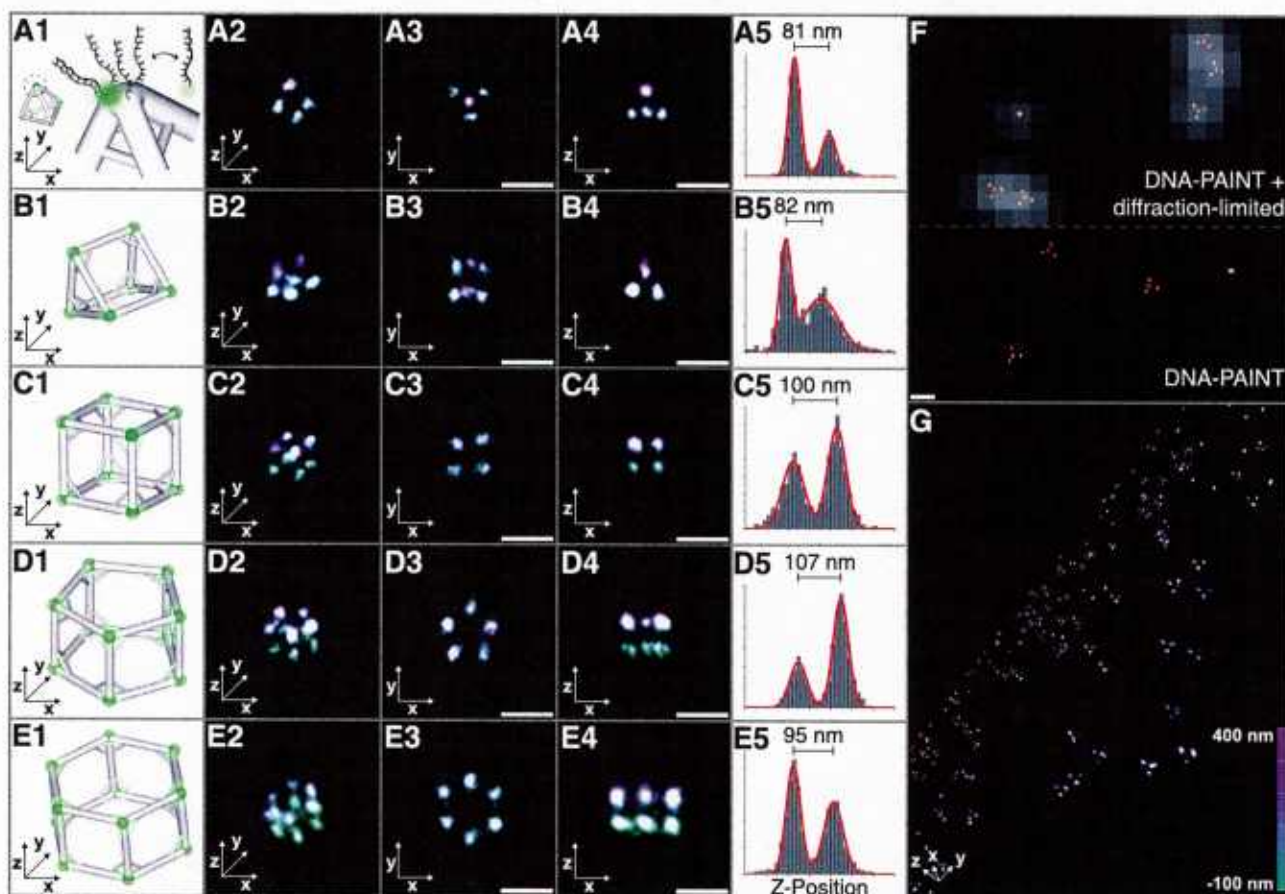 A1
z
y
x
A2
A3
y
x
A4
z
x
A5
81 nm
B1
z
y
x
B2
z
y
x
B3
y
x
B4
z
x
B5
82 nm
C1
z
y
x
C2
z
y
x
C3
y
x
C4
z
x
C5
100 nm
D1
z
y
x
D2
z
y
x
D3
y
x
D4
z
x
D5
107 nm
E1
z
y
x
E2
z
y
x
E3
y
x
E4
z
x
E5
95 nm
Z-Position
F
DNA-PAINT +
diffraction-limited
DNA-PAINT
G
z
x
y
400 nm
-100 nm